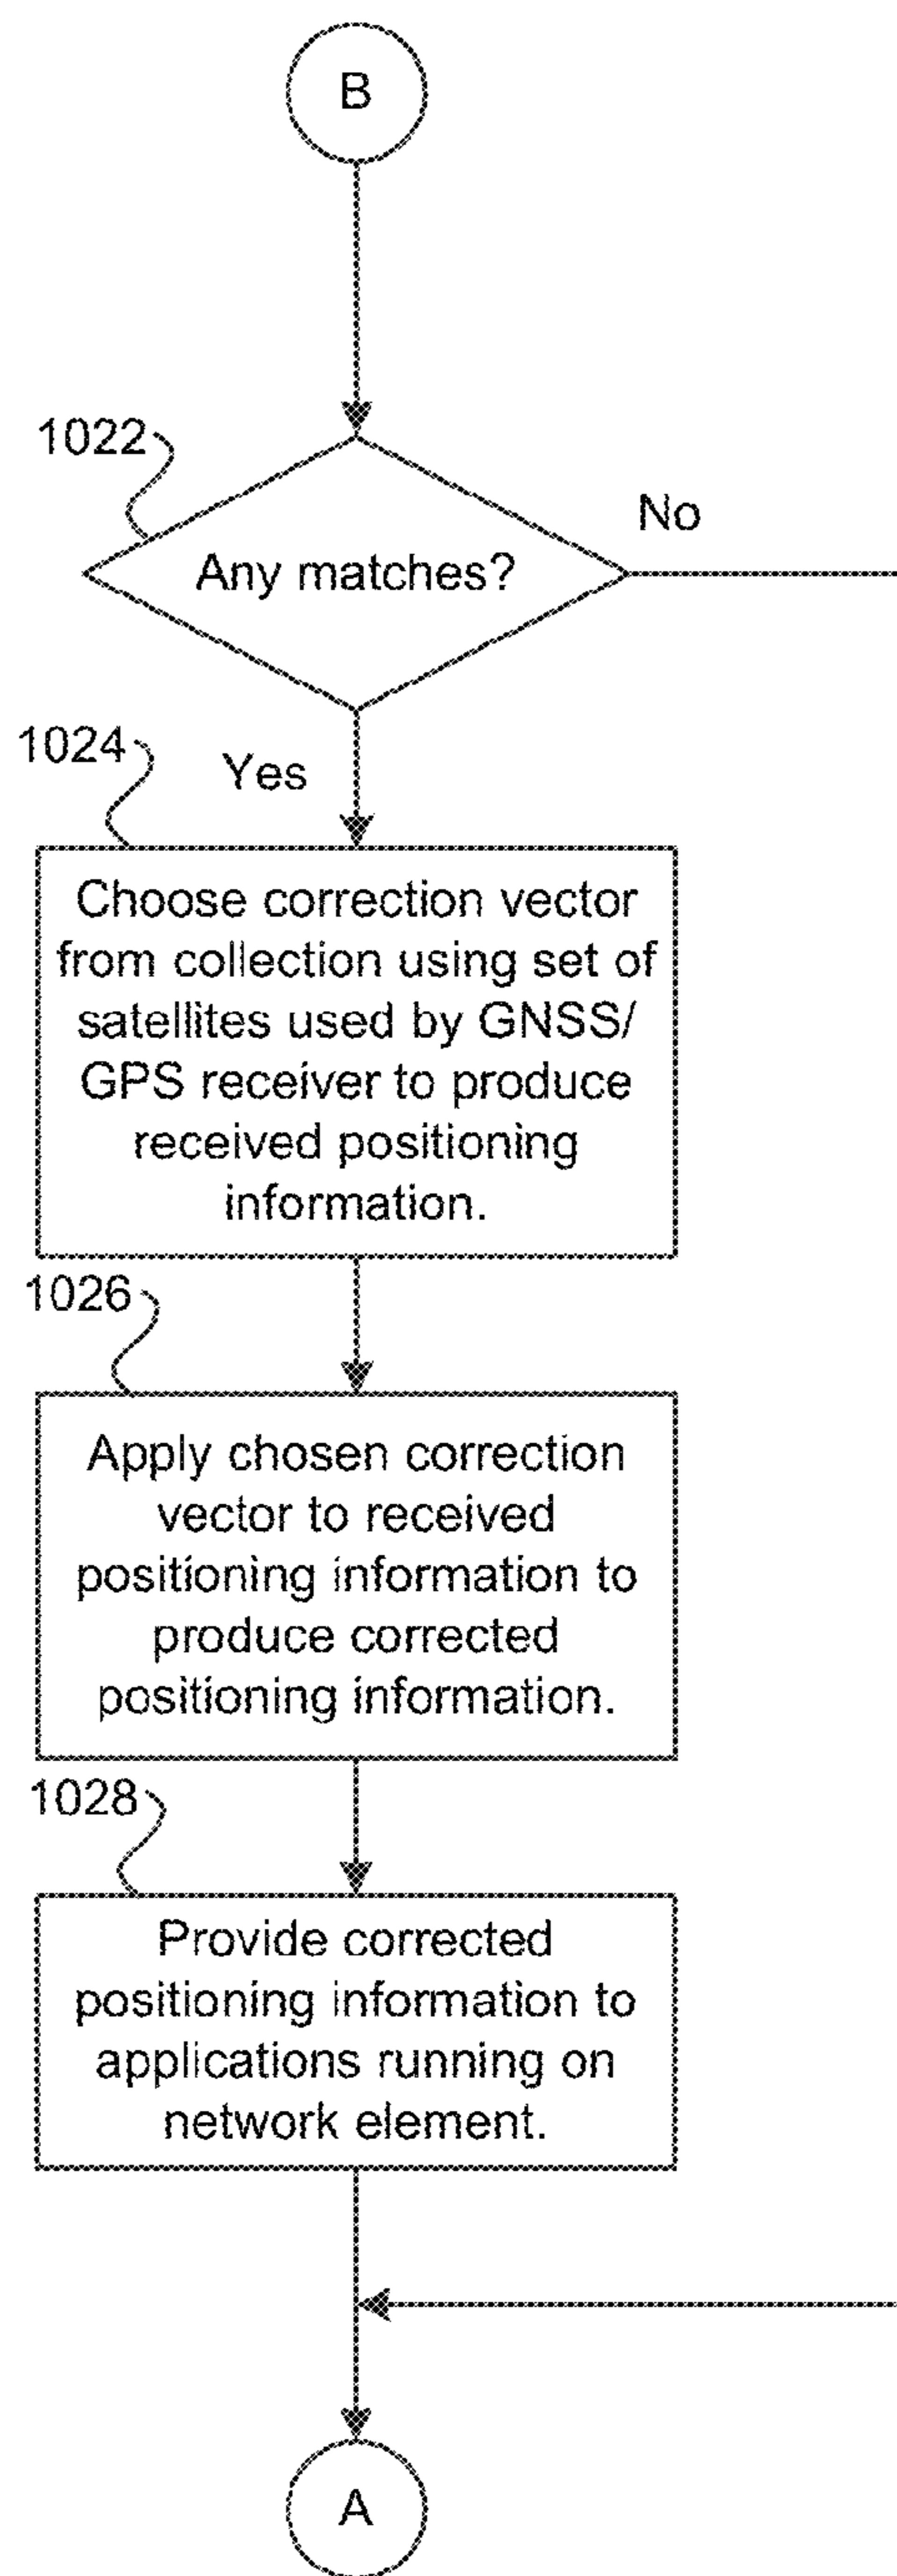 B
1022
No
Any matches?
1024
Yes
Choose correction vector
from collection using set of
satellites used by GNSS/
GPS receiver to produce
received positioning
information.
1026
Apply chosen correction
vector to received
positioning information to
produce corrected
positioning information.
1028
Provide corrected
positioning information to
applications running on
network element.
A